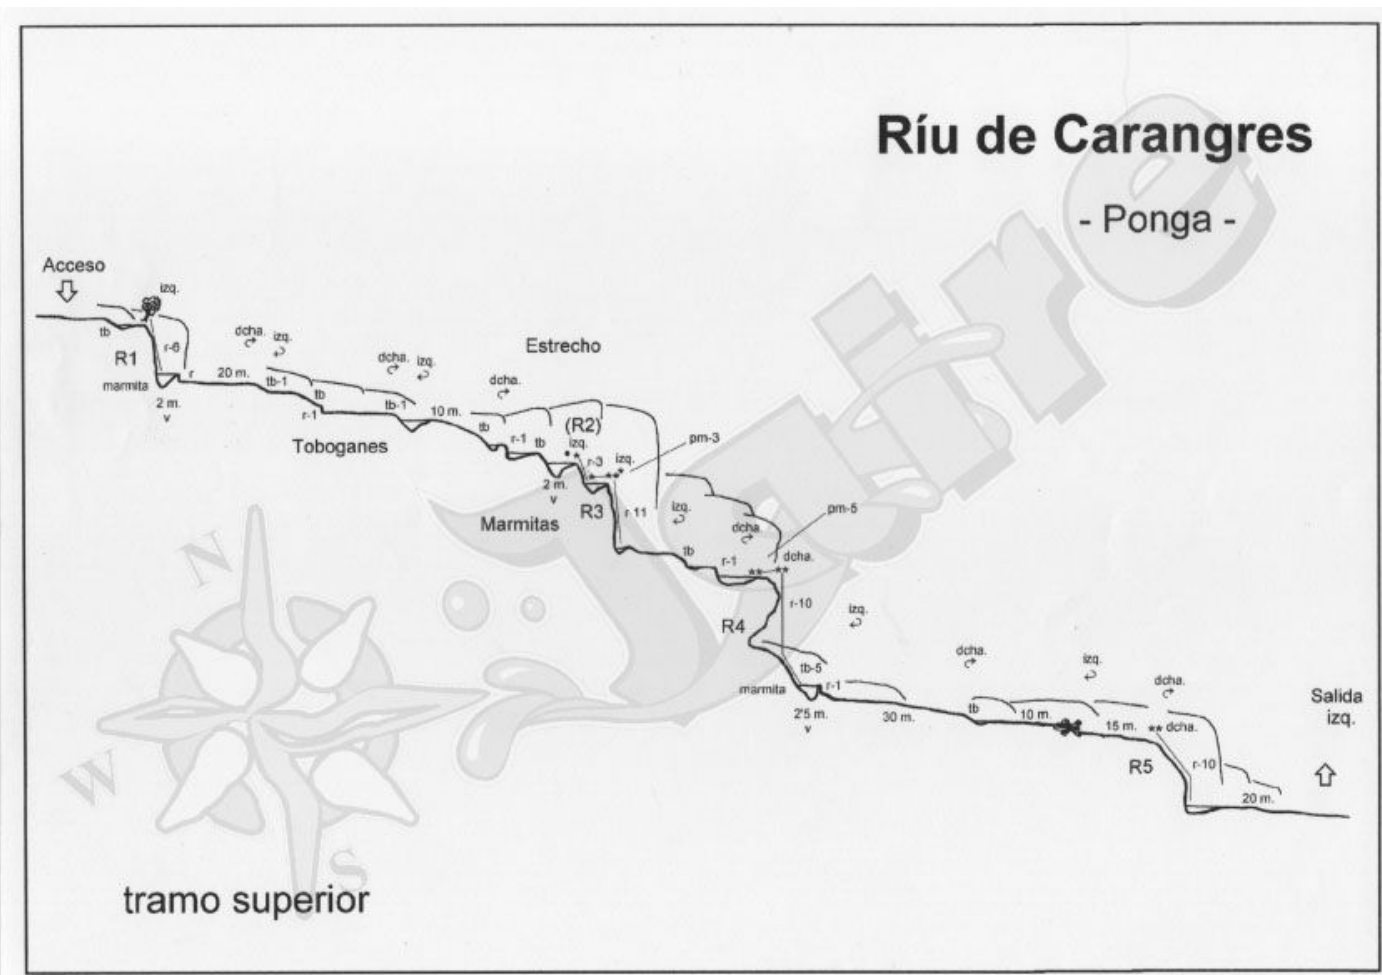 Ríu de Carangres
- Ponga -
Acceso
izq.
tb
R1
r-6
marmita
2 m.
v
r
20 m.
dcha.
izq.
tb-1
tb
r-1
tb-1
Toboganes
dcha.
izq.
10 m.
Estrecho
dcha.
tb
r-1
tb
(R2)
izq.
r-3
izq.
pm-3
2 m.
v
R3
r-11
Marmitas
izq.
dcha.
pm-5
tb
r-1
dcha.
r-10
R4
izq.
tb-5
marmita
r-1
2'5 m.
v
30 m.
dcha.
tb
10 m.
izq.
15 m.
dcha.
dcha.
R5
r-10
20 m.
Salida
izq.
N
W
S
tramo superior